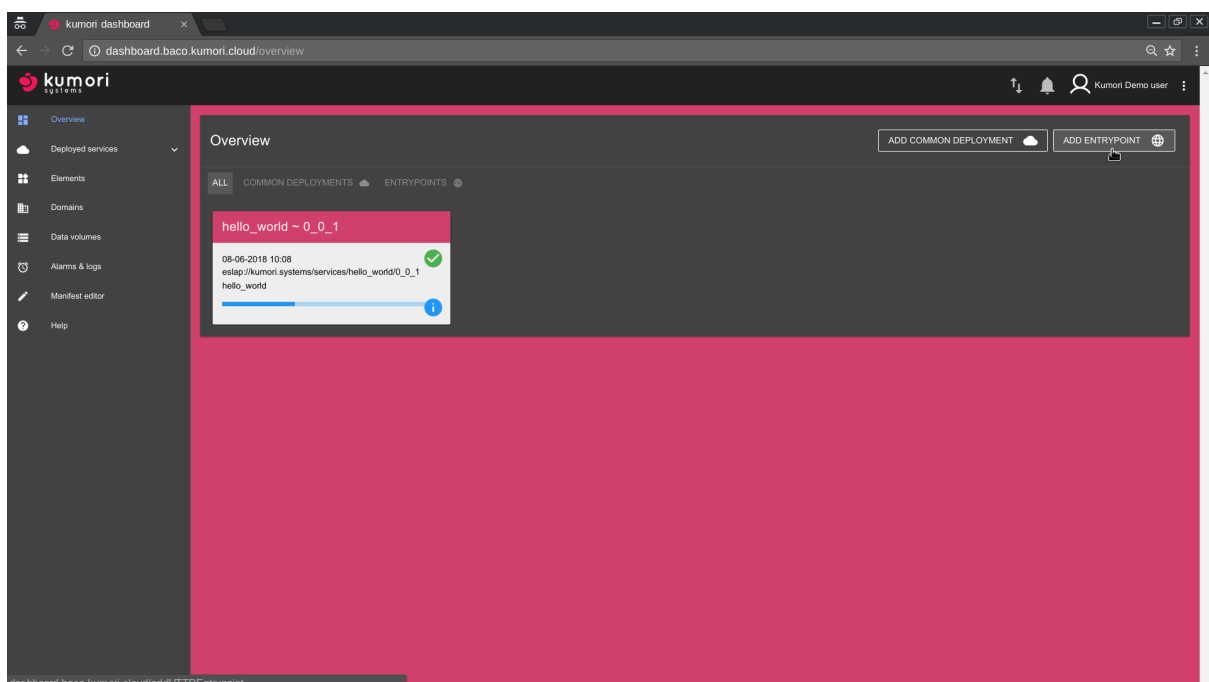 kumori dashboard
dashboard.baco.kumori.cloud/overview
kumori
systems
Kumori Demo user
Overview
Deployed services
Elements
Domains
Data volumes
Alarms & logs
Manifest editor
Help
Overview
ADD COMMON DEPLOYMENT
ADD ENTRYPOINT
ALL COMMON DEPLOYMENTS ENTRYPOINTS
hello_world ~ 0_0_1
08-06-2018 10:08
eslap://kumori.systems/services/hello_world/0_0_1
hello_world